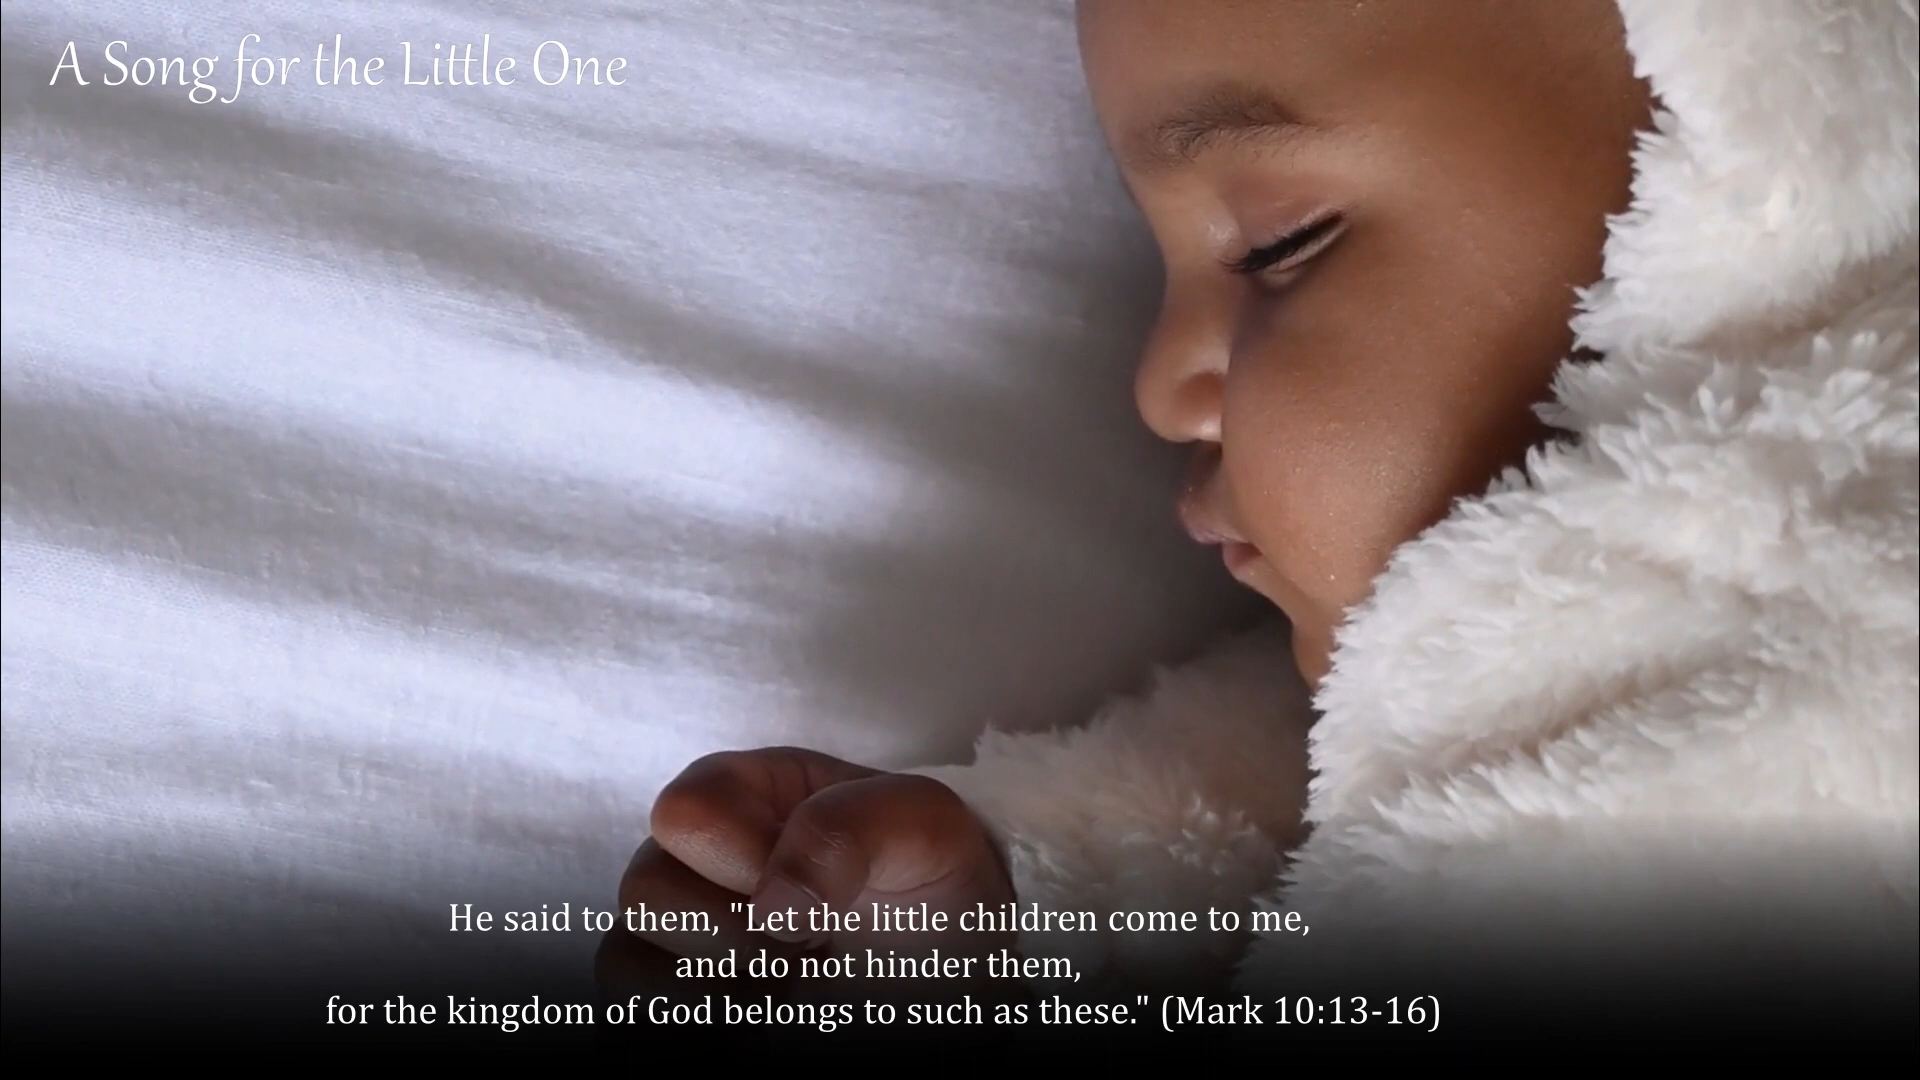 A Song for the Little One
He said to them, "Let the little children come to me,
and do not hinder them,
for the kingdom of God belongs to such as these." (Mark 10:13-16)